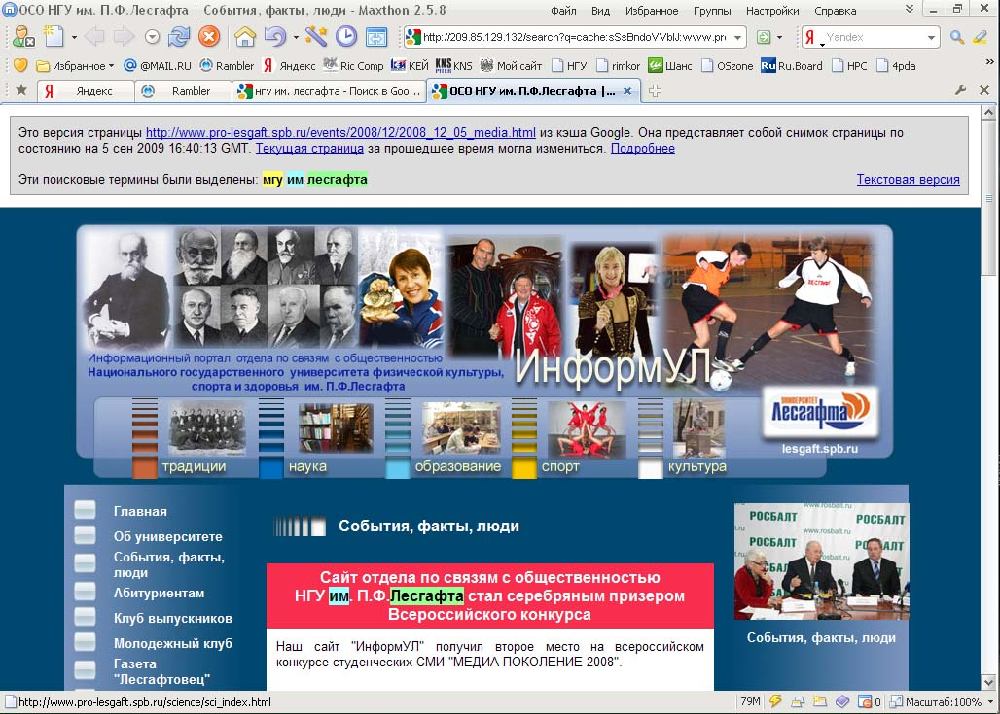 ОСО НГУ им. П.Ф.Лесгафта | События, факты, люди - Maxthon 2.5.8
Файл Вид Избранное Группы Настройки Справка
http://209.85.129.132/search?q=cache:sSsBndoVVblJ:www.pro
Yandex
Избранное @MAIL.RU Rambler Яндекс Ric Comp КЕЙ KNS Мой сайт НГУ rimkor Шанс OSzone Ru.Board HPC 4pda
Яндекс Rambler нгу им. лесгафта - Поиск в Goo... ОСО НГУ им. П.Ф.Лесгафта |...
Это версия страницы http://www.pro-lesgaft.spb.ru/events/2008/12/2008_12_05_media.html из кэша Google. Она представляет собой снимок страницы по
состоянию на 5 сен 2009 16:40:13 GMT. Текущая страница за прошедшее время могла измениться. Подробнее
Эти поисковые термины были выделены: мгу им лесгафта
Текстовая версия
Информационный портал отдела по связям с общественностью
Национального государственного университета физической культуры,
спорта и здоровья им. П.Ф.Лесгафта
ИнформУЛ
ЛЕСГАФТ
УНИВЕРСИТЕТ
Лесгафта
lesgaft.spb.ru
традиции наука образование спорт культура
Главная
Об университете
События, факты,
люди
Абитуриентам
Клуб выпускников
Молодежный клуб
Газета
"Лесгафтовец"
События, факты, люди
Сайт отдела по связям с общественностью
НГУ им. П.Ф.Лесгафта стал серебряным призером
Всероссийского конкурса
Наш сайт "ИнформУЛ" получил второе место на всероссийском
конкурсе студенческих СМИ "МЕДИА-ПОКОЛЕНИЕ 2008".
РОСБАЛТ
www.rosbalt.ru
РОСБАЛТ
РОСБАЛТ
События, факты, люди
http://www.pro-lesgaft.spb.ru/science/sci_index.html
79M 0 Масштаб:100%